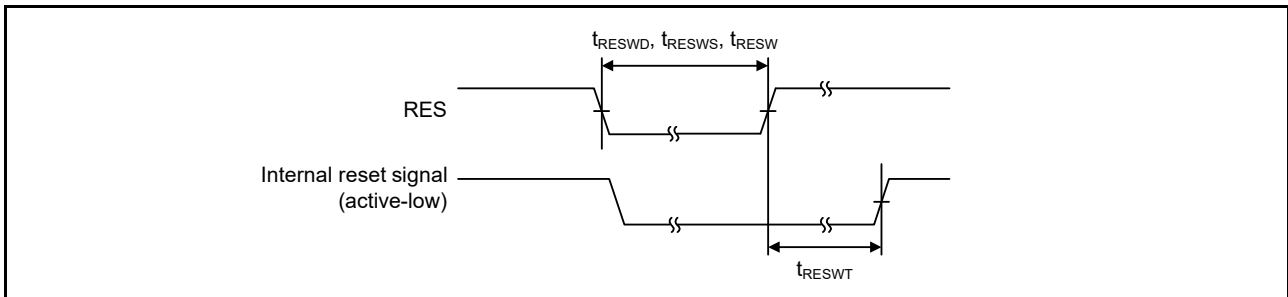 tRESWD, tRESWS, tRESW
RES
Internal reset signal
(active-low)
tRESWT